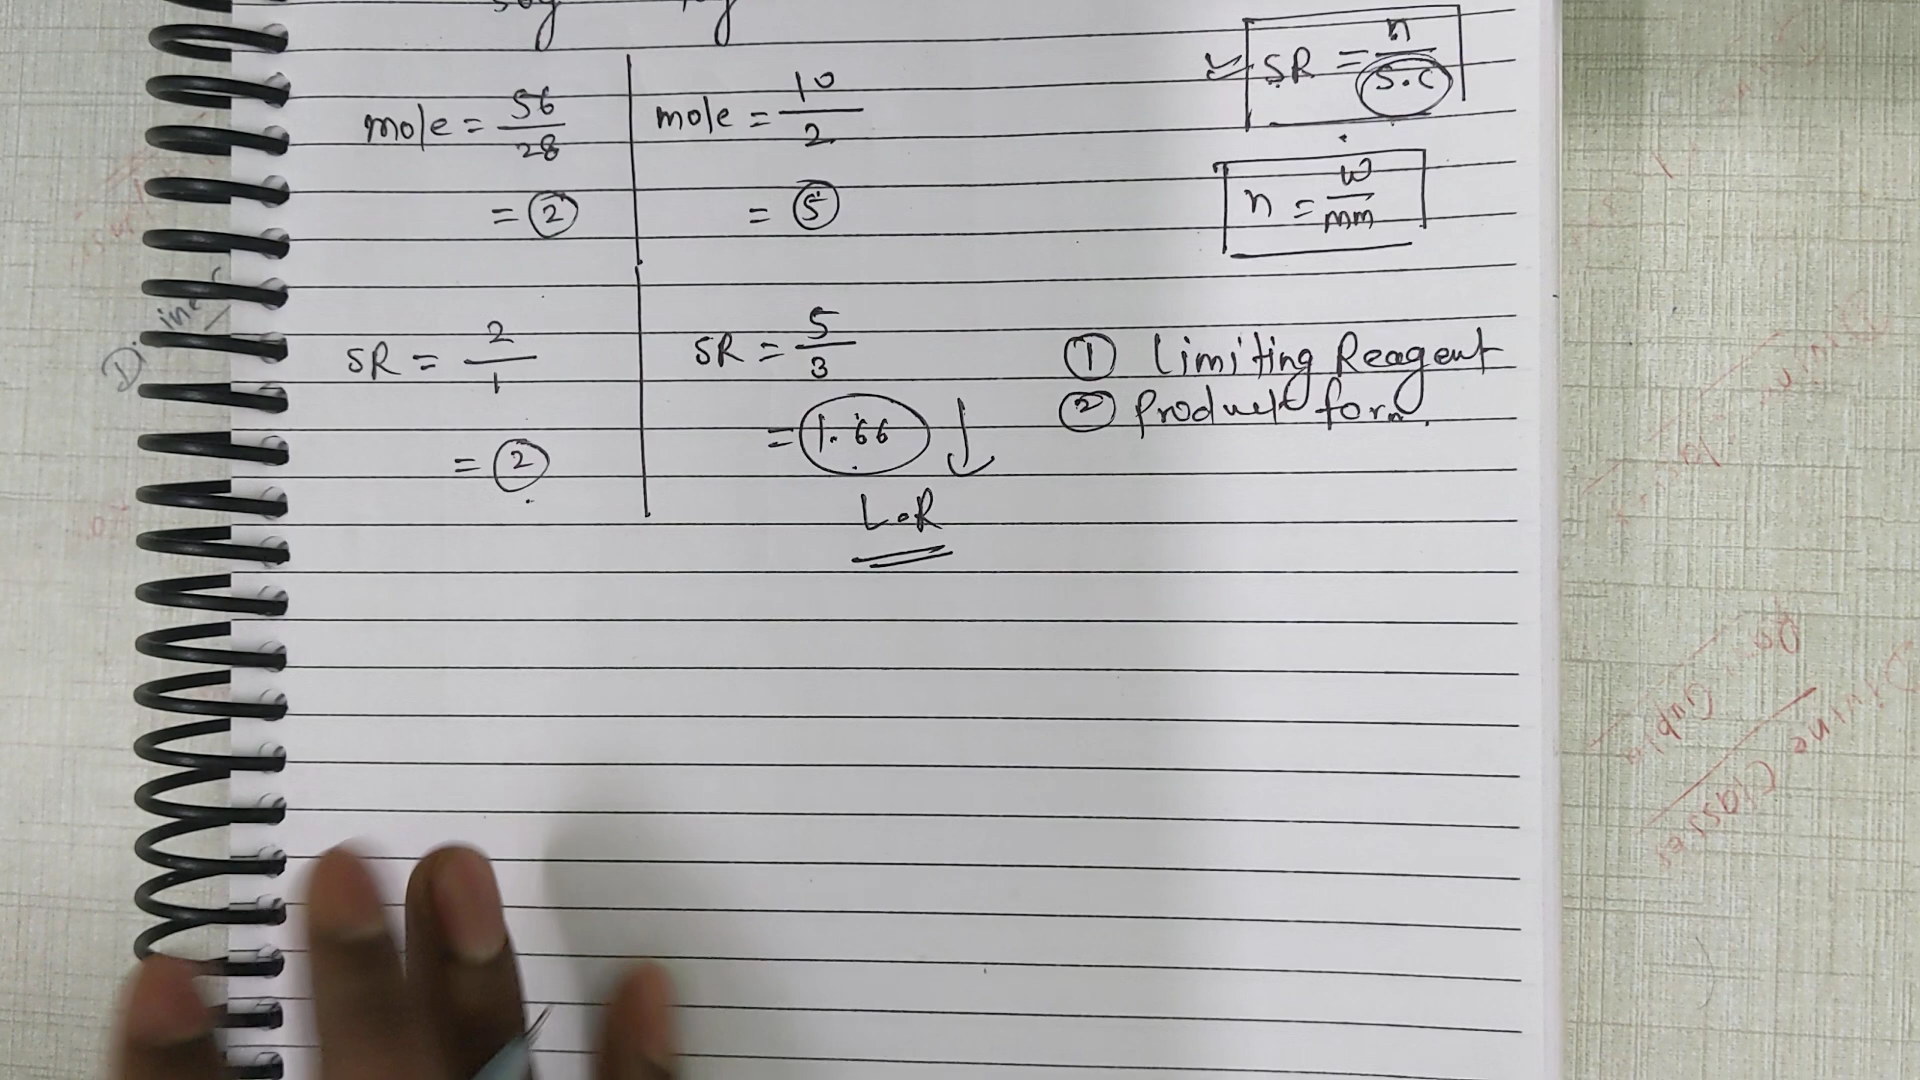 SR = n / S.C
mole = 56 / 28
mole = 10 / 2
= 2
= 5
n = w / mm
SR = 2 / 1
SR = 5 / 3
① Limiting Reagent
② Product form.
= 2
= 1.66 ↓
L.R
Classes